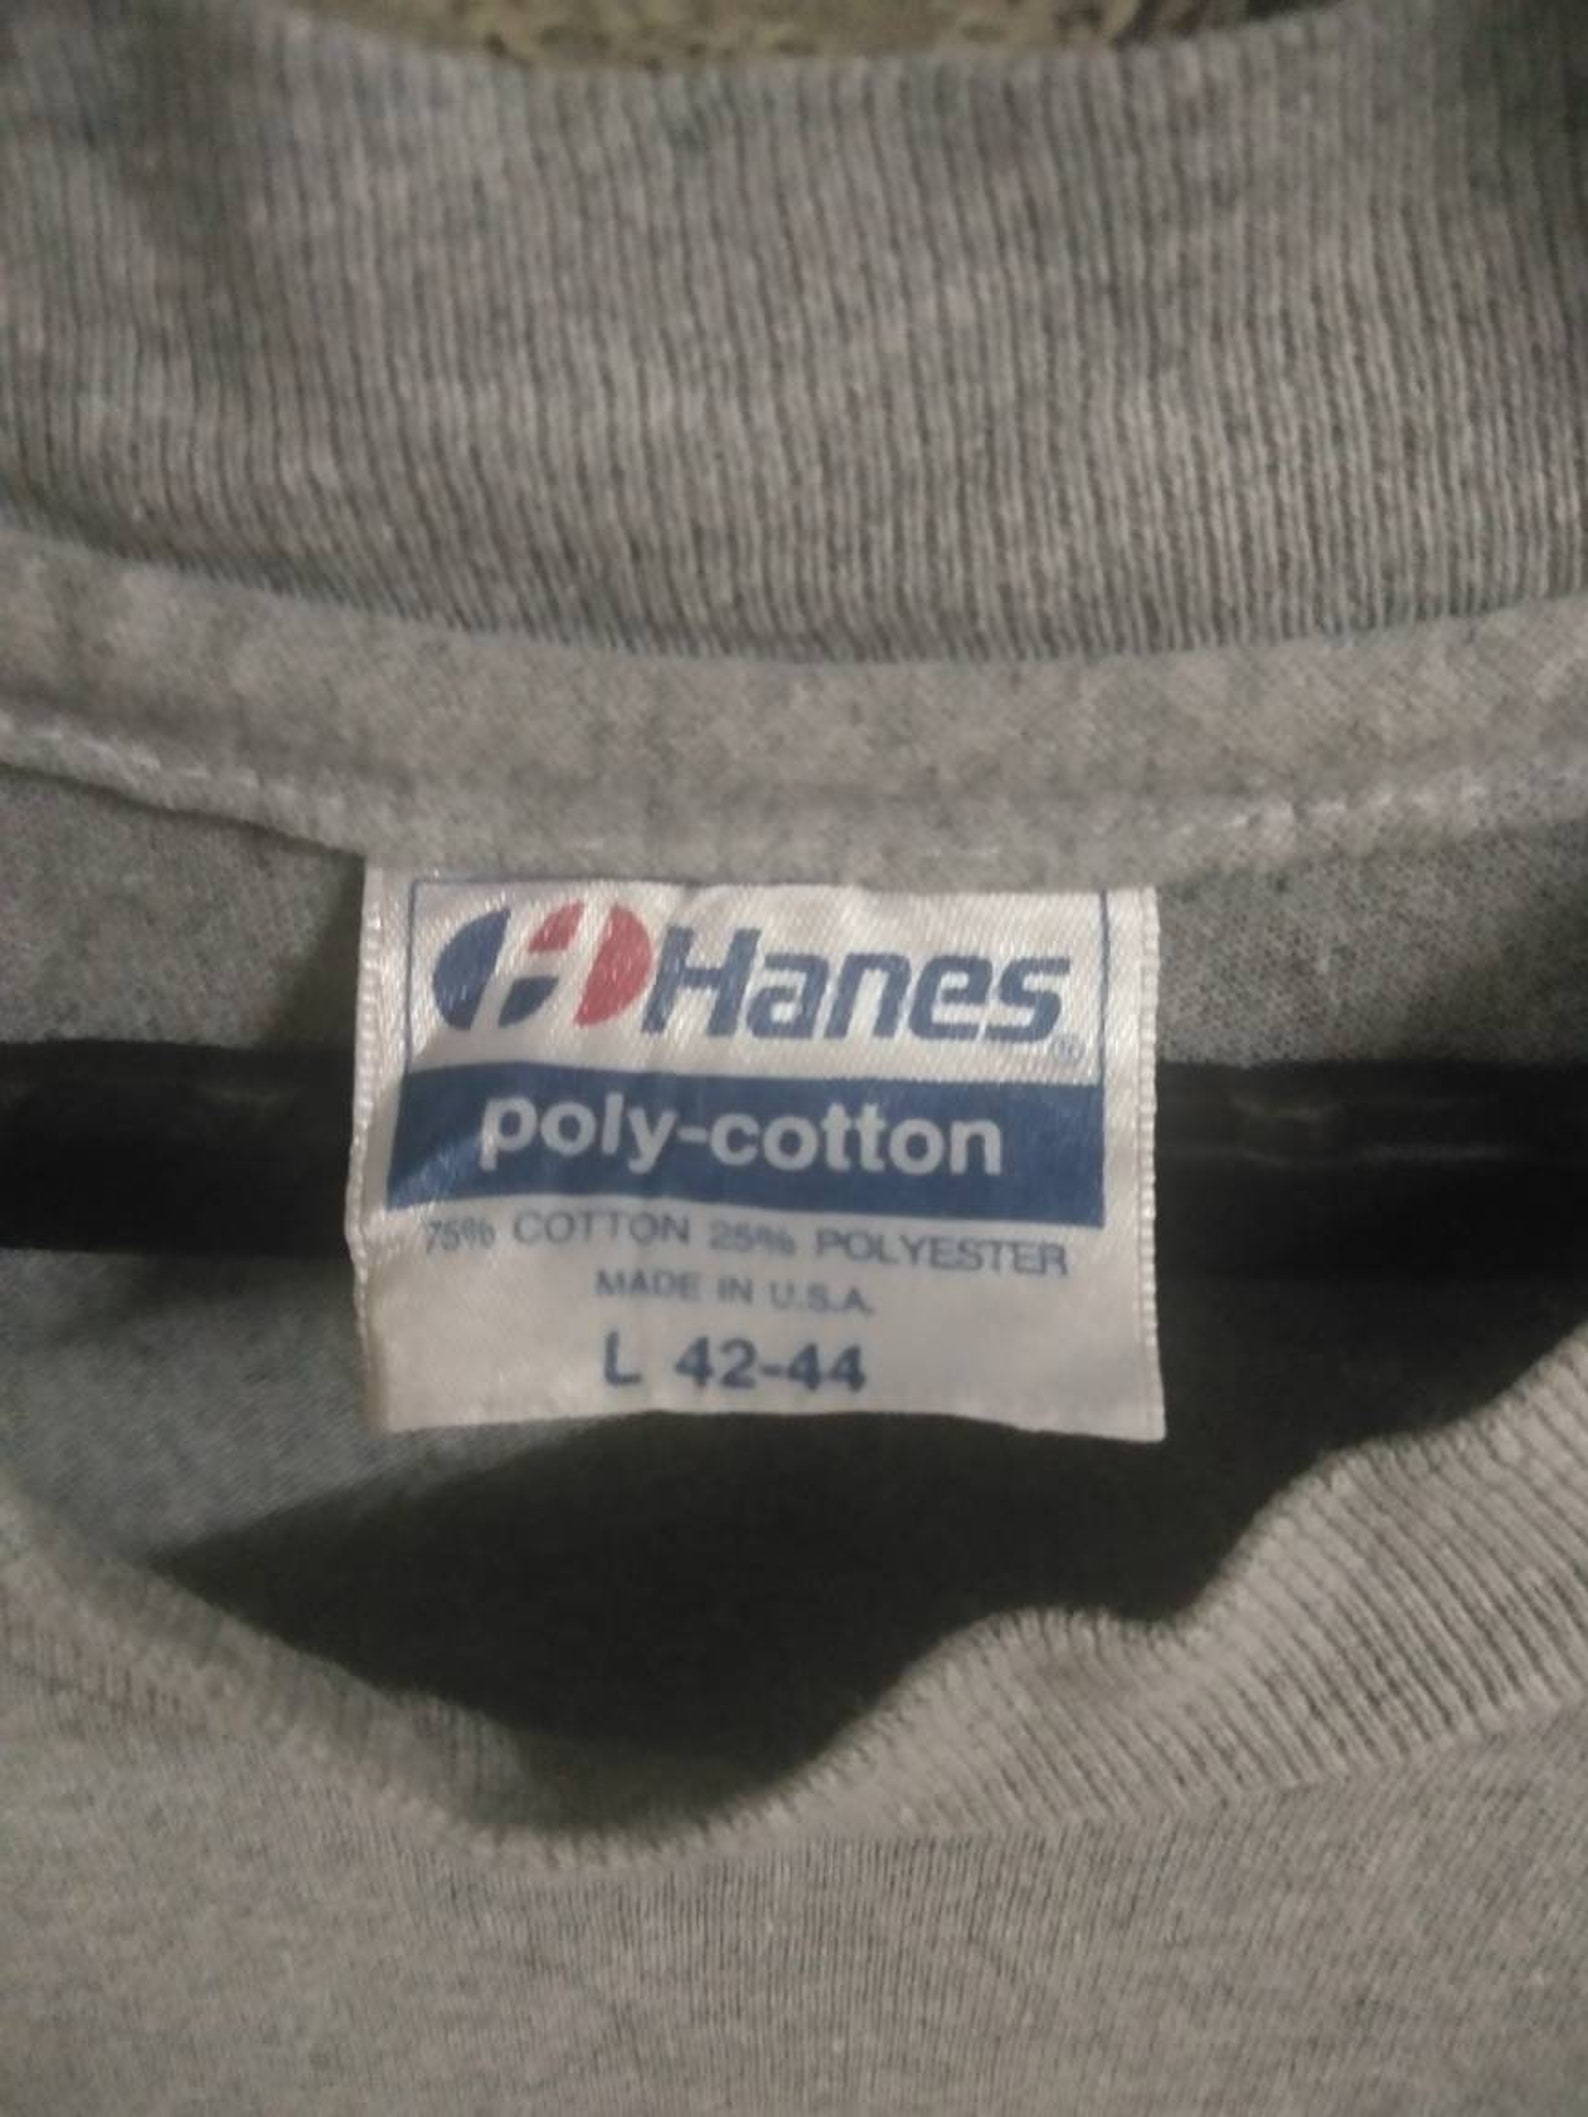 Hanes®
poly-cotton
75% COTTON 25% POLYESTER
MADE IN U.S.A.
L 42-44